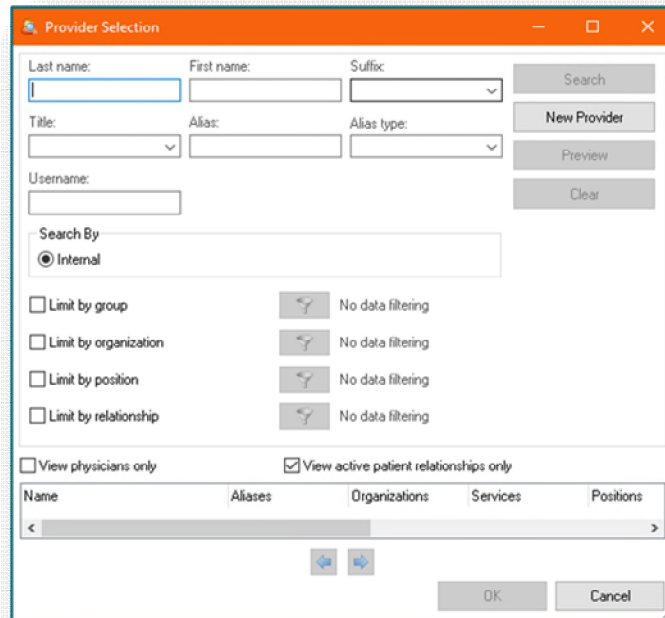 Provider Selection
Last name: First name: Suffix:
Search
New Provider
Title: Alias: Alias type:
Preview
Username:
Clear
Search By
Internal
Limit by group No data filtering
Limit by organization No data filtering
Limit by position No data filtering
Limit by relationship No data filtering
View physicians only View active patient relationships only
Name Aliases Organizations Services Positions
OK Cancel